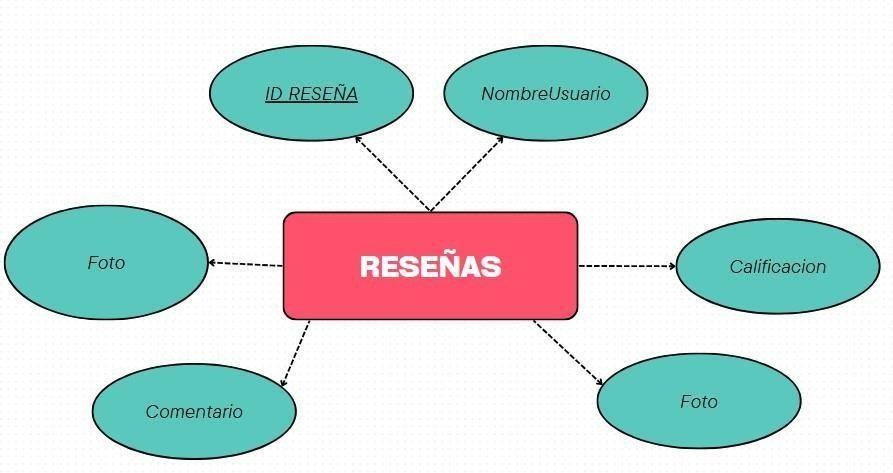 ID RESEÑA
NombreUsuario
Foto
RESEÑAS
Calificacion
Comentario
Foto